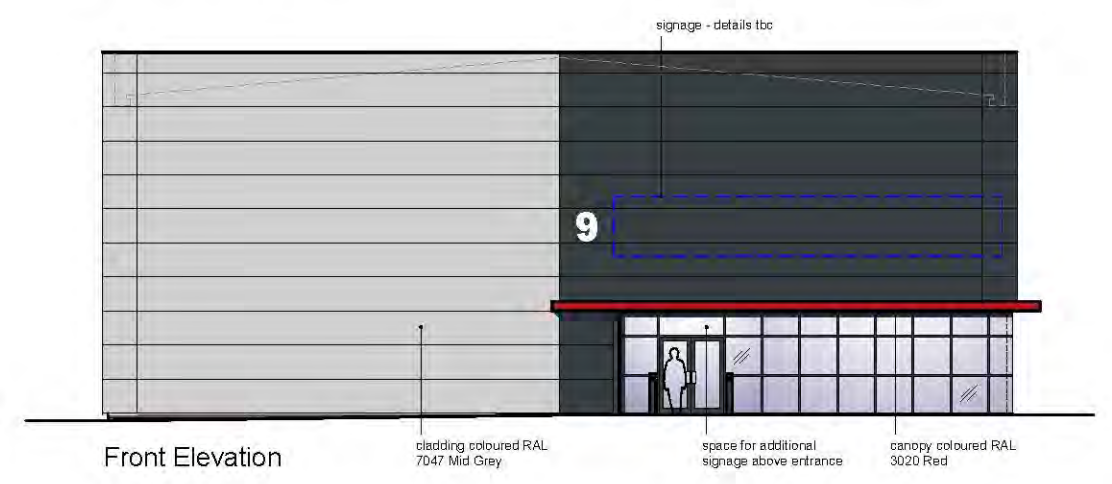 signage - details tbc
9
Front Elevation
cladding coloured RAL
7047 Mid Grey
space for additional
signage above entrance
canopy coloured RAL
3020 Red